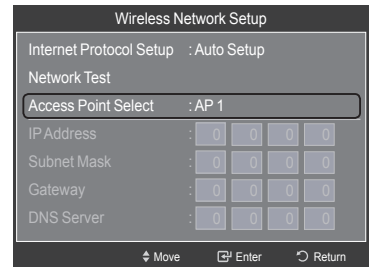 Wireless Network Setup
Internet Protocol Setup : Auto Setup
Network Test
Access Point Select : AP 1
IP Address : 0 0 0 0
Subnet Mask : 0 0 0 0
Gateway : 0 0 0 0
DNS Server : 0 0 0 0
Move Enter Return